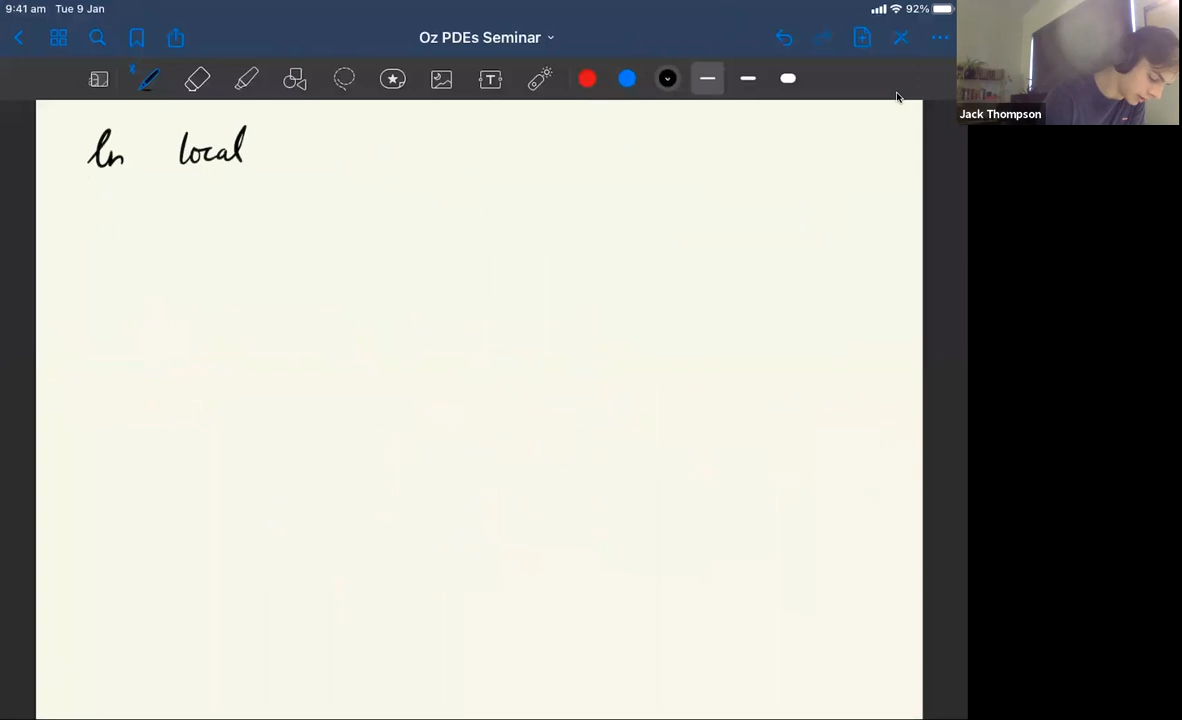 9:41 am Tue 9 Jan
92%
Oz PDEs Seminar
T
Jack Thompson
In local